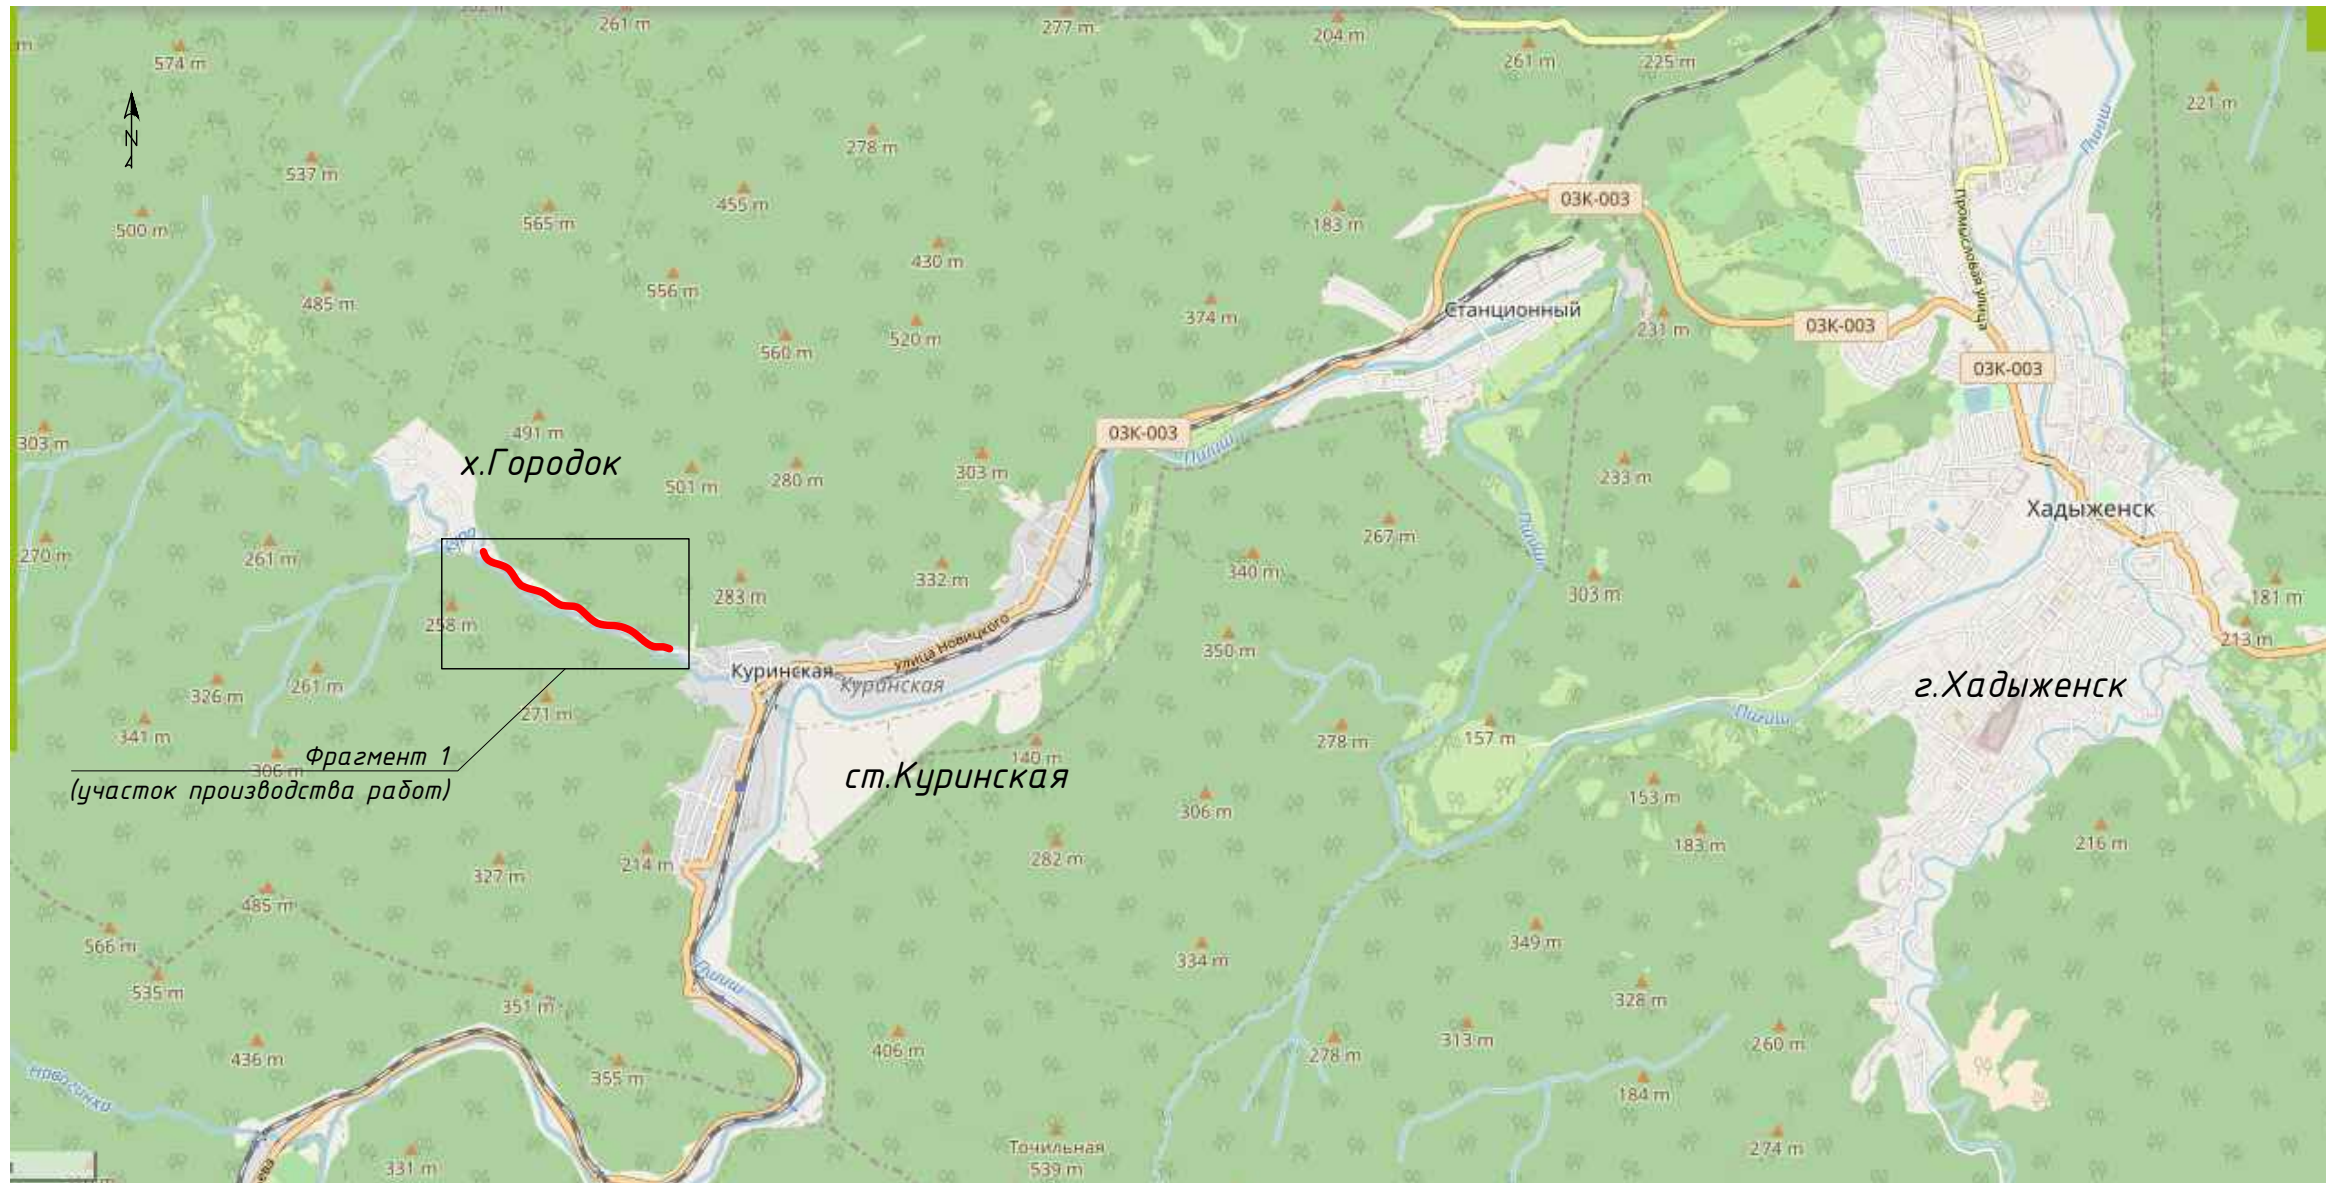 261 m
277 m
204 m
574 m
261 m
225 m
221 m
N
278 m
Пшиш
537 m
455 m
03К-003
500 m
565 m
183 m
Промысловая улица
430 m
556 m
485 m
374 m
Станционный
231 m
03К-003
520 m
560 m
03К-003
303 m
491 m
03К-003
Пшиш
х.Городок
501 m
280 m
303 m
233 m
Хадыженск
267 m
Пшиш
270 m
261 m
Кура
283 m
332 m
340 m
303 m
181 m
258 m
улица Новицкого
350 m
213 m
Куринская
Куринская
326 m
261 m
г.Хадыженск
271 m
Пшиш
341 m
278 m
157 m
Фрагмент 1
306 m
140 m
ст.Куринская
(участок производства работ)
153 m
306 m
214 m
282 m
183 m
216 m
327 m
485 m
566 m
349 m
334 m
Пшиш
535 m
351 m
328 m
436 m
406 m
278 m
313 m
260 m
355 m
184 m
Точильная
539 m
274 m
331 m